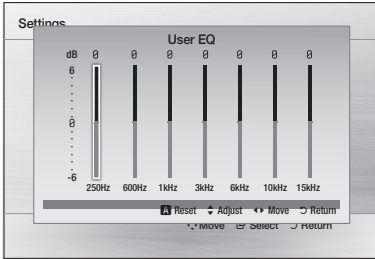 Settings
User EQ
dB 0 0 0 0 0 0 0
6
0
-6
250Hz 600Hz 1kHz 3kHz 6kHz 10kHz 15kHz
A Reset Adjust Move Return
Move Select Return